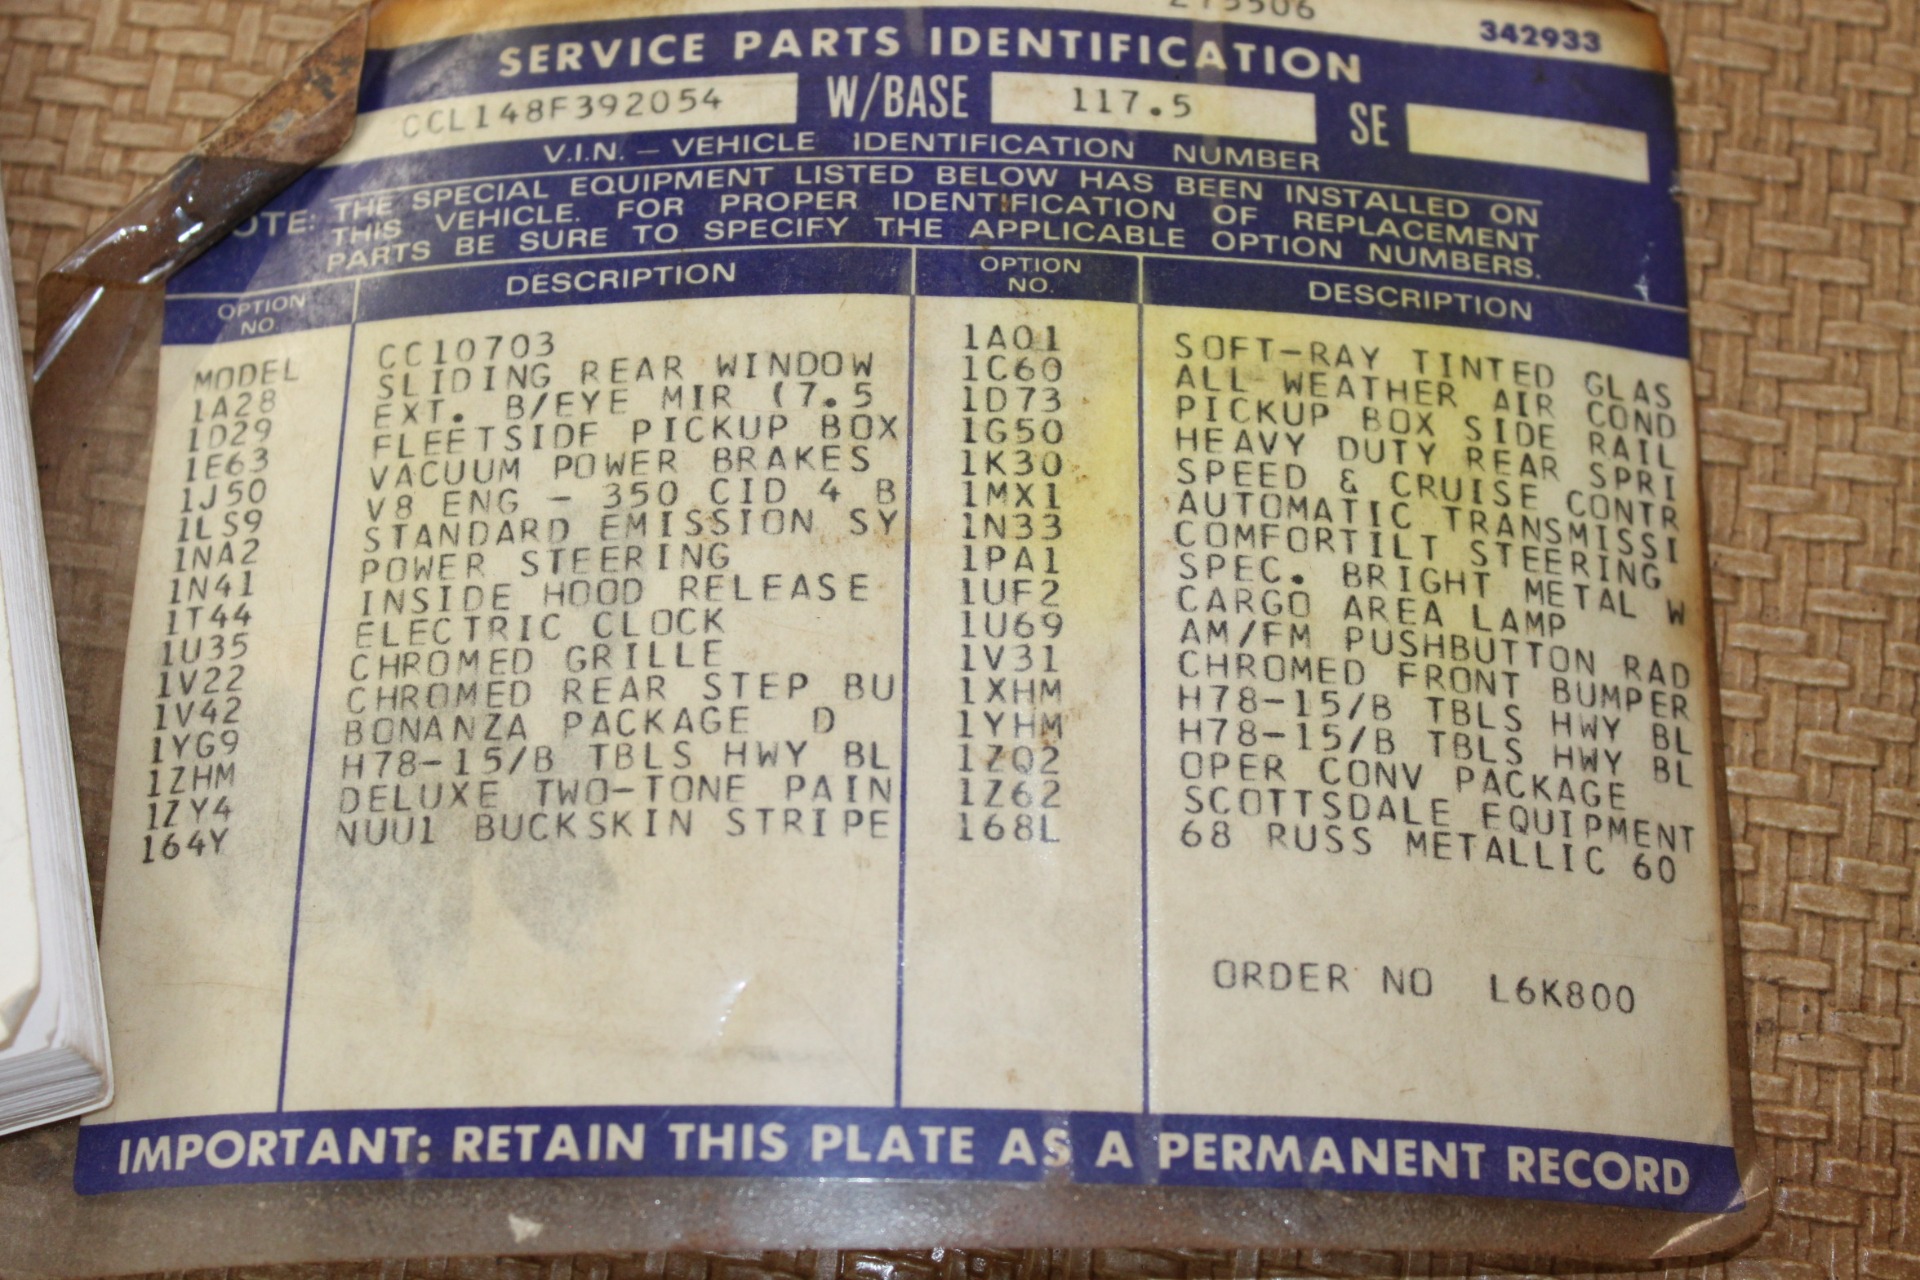 342933
SERVICE PARTS IDENTIFICATION
CCL148F392054 W/BASE 117.5 SE
V.I.N. — VEHICLE IDENTIFICATION NUMBER
OTE: THE SPECIAL EQUIPMENT LISTED BELOW HAS BEEN INSTALLED ON
THIS VEHICLE. FOR PROPER IDENTIFICATION OF REPLACEMENT
PARTS BE SURE TO SPECIFY THE APPLICABLE OPTION NUMBERS.
OPTION NO. DESCRIPTION OPTION NO. DESCRIPTION
MODEL CC10703 1A01 SOFT-RAY TINTED GLAS
1A28 SLIDING REAR WINDOW 1C60 ALL WEATHER AIR COND
1D29 EXT. B/EYE MIR (7.5 1D73 PICKUP BOX SIDE RAIL
1E63 FLEETSIDE PICKUP BOX 1G50 HEAVY DUTY REAR SPRI
1J50 VACUUM POWER BRAKES 1K30 SPEED & CRUISE CONTR
1LS9 V8 ENG - 350 CID 4 B 1MX1 AUTOMATIC TRANSMISSI
1NA2 STANDARD EMISSION SY 1N33 COMFORTILT STEERING
1N41 POWER STEERING 1PA1 SPEC. BRIGHT METAL W
1T44 INSIDE HOOD RELEASE 1UF2 CARGO AREA LAMP
1U35 ELECTRIC CLOCK 1U69 AM/FM PUSHBUTTON RAD
1V22 CHROMED GRILLE 1V31 CHROMED FRONT BUMPER
1V42 CHROMED REAR STEP BU 1XHM H78-15/B TBLS HWY BL
1YG9 BONANZA PACKAGE D 1YHM H78-15/B TBLS HWY BL
1ZHM H78-15/B TBLS HWY BL 1ZQ2 OPER CONV PACKAGE
1ZY4 DELUXE TWO-TONE PAIN 1Z62 SCOTTSDALE EQUIPMENT
164Y NUU1 BUCKSKIN STRIPE 168L 68 RUSS METALLIC 60
ORDER NO L6K800
IMPORTANT: RETAIN THIS PLATE AS A PERMANENT RECORD